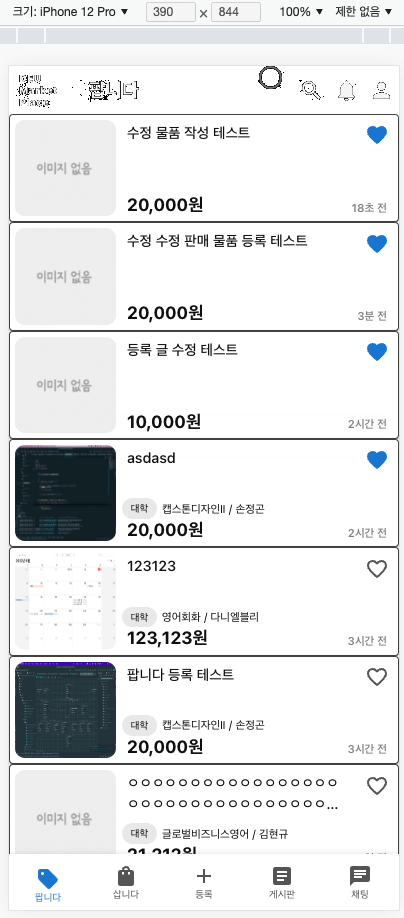 크기: iPhone 12 Pro ▼ 390 × 844 100% ▼ 제한 없음 ▼
Market
Place
팝니다
이미지 없음
수정 물품 작성 테스트
20,000원
18초 전
이미지 없음
수정 수정 판매 물품 등록 테스트
20,000원
3분 전
이미지 없음
등록 글 수정 테스트
10,000원
2시간 전
asdasd
대학 캡스톤디자인II / 손정곤
20,000원
2시간 전
123123
대학 영어회화 / 다니엘블리
123,123원
3시간 전
팝니다 등록 테스트
대학 캡스톤디자인II / 손정곤
20,000원
3시간 전
이미지 없음
ㅇㅇㅇㅇㅇㅇㅇㅇㅇㅇㅇㅇㅇㅇㅇㅇㅇ
ㅇㅇㅇㅇㅇㅇㅇㅇㅇㅇㅇㅇㅇㅇㅇㅇ...
대학 글로벌비즈니스영어 / 김현규
21,212원
팝니다 삽니다 등록 게시판 채팅